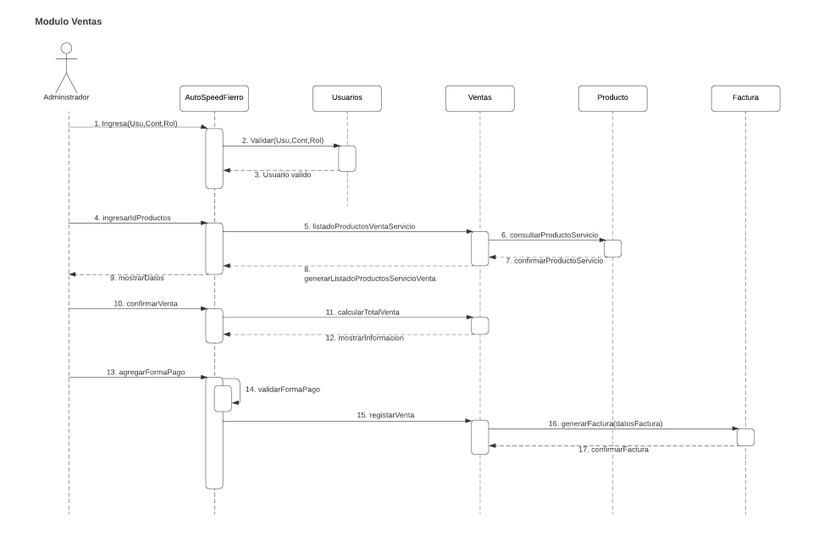 Modulo Ventas
Administrador
AutoSpeedFierro
Usuarios
Ventas
Producto
Factura
1. Ingresa(Usu,Cont,Rol)
2. Validar(Usu,Cont,Rol)
3. Usuario valido
4. ingresarIdProductos
5. listadoProductosVentaServicio
6. consultarProductoServicio
7. confirmarProductoServicio
8.
generarListadoProductosServicioVenta
9. mostrarDatos
10. confirmarVenta
11. calcularTotalVenta
12. mostrarInformacion
13. agregarFormaPago
14. validarFormaPago
15. registarVenta
16. generarFactura(datosFactura)
17. confirmarFactura